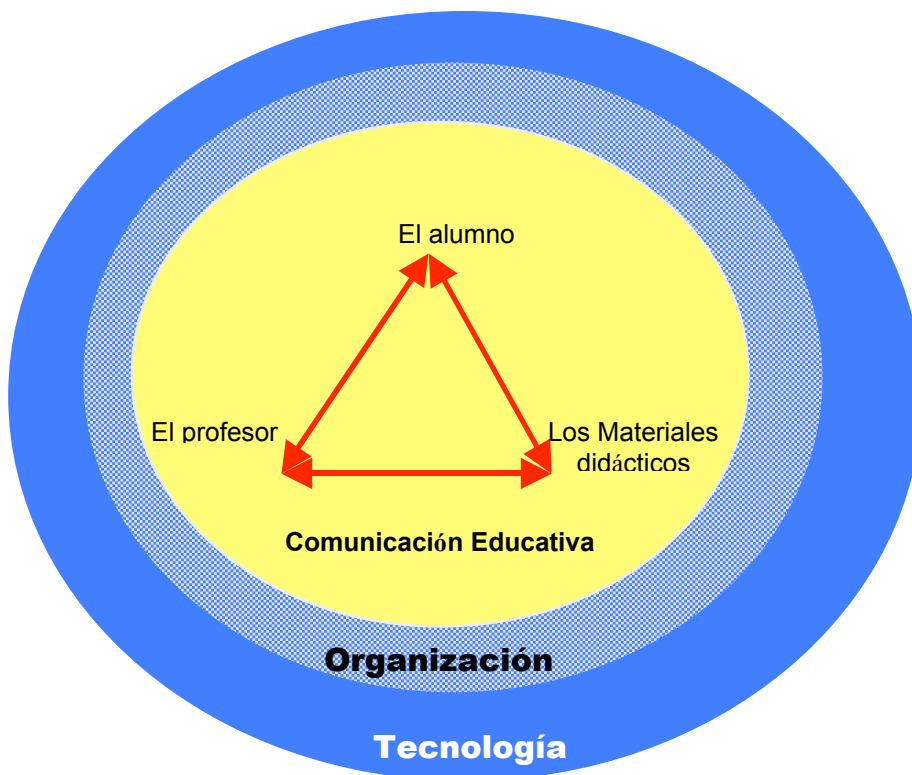 El alumno
El profesor
Los Materiales
didácticos
Comunicación Educativa
Organización
Tecnología